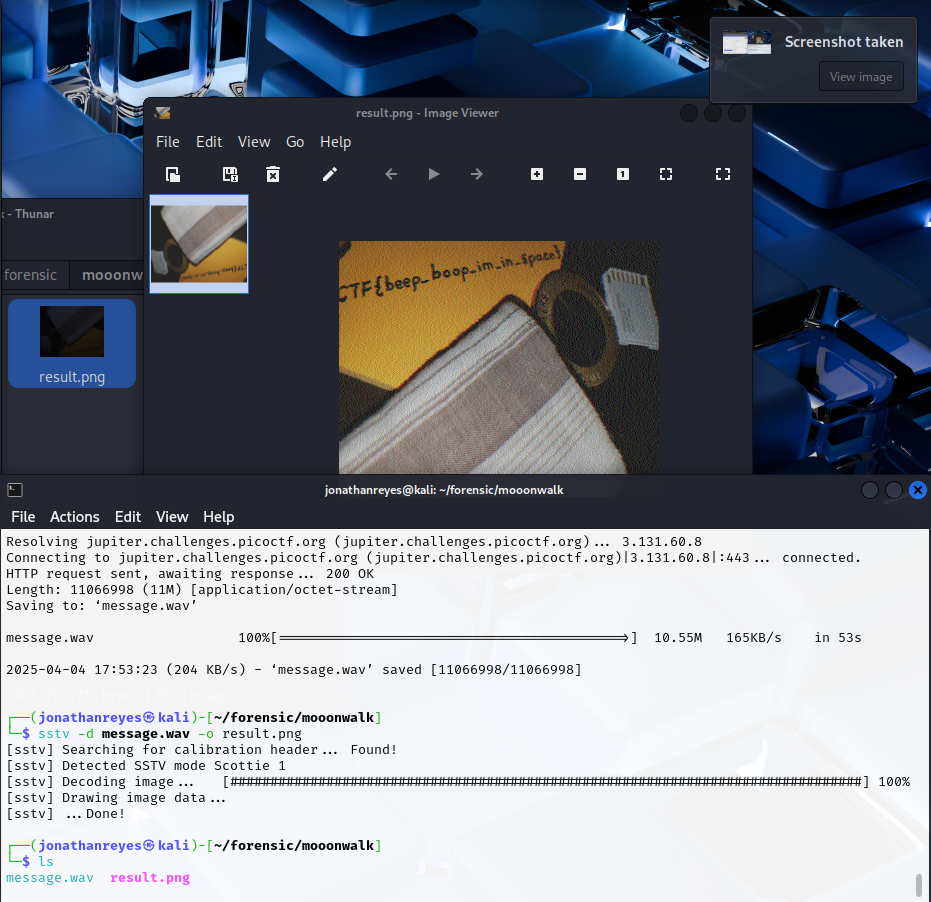 Screenshot taken
View image
result.png - Image Viewer
File Edit View Go Help
- Thunar
forensic
mooonw
CTF{beep_boop_im_in_space}
result.png
jonathanreyes@kali: ~/forensic/mooonwalk
File Actions Edit View Help
Resolving jupiter.challenges.picoctf.org (jupiter.challenges.picoctf.org)... 3.131.60.8
Connecting to jupiter.challenges.picoctf.org (jupiter.challenges.picoctf.org)|3.131.60.8|:443... connected.
HTTP request sent, awaiting response... 200 OK
Length: 11066998 (11M) [application/octet-stream]
Saving to: ‘message.wav’
message.wav 100%[===========================================>] 10.55M 165KB/s in 53s
2025-04-04 17:53:23 (204 KB/s) - ‘message.wav’ saved [11066998/11066998]
┌──(jonathanreyes㉿kali)-[~/forensic/mooonwalk]
└─$ sstv -d message.wav -o result.png
[sstv] Searching for calibration header... Found!
[sstv] Detected SSTV mode Scottie 1
[sstv] Decoding image... [###############################################################################] 100%
[sstv] Drawing image data...
[sstv] ...Done!
┌──(jonathanreyes㉿kali)-[~/forensic/mooonwalk]
└─$ ls
message.wav result.png